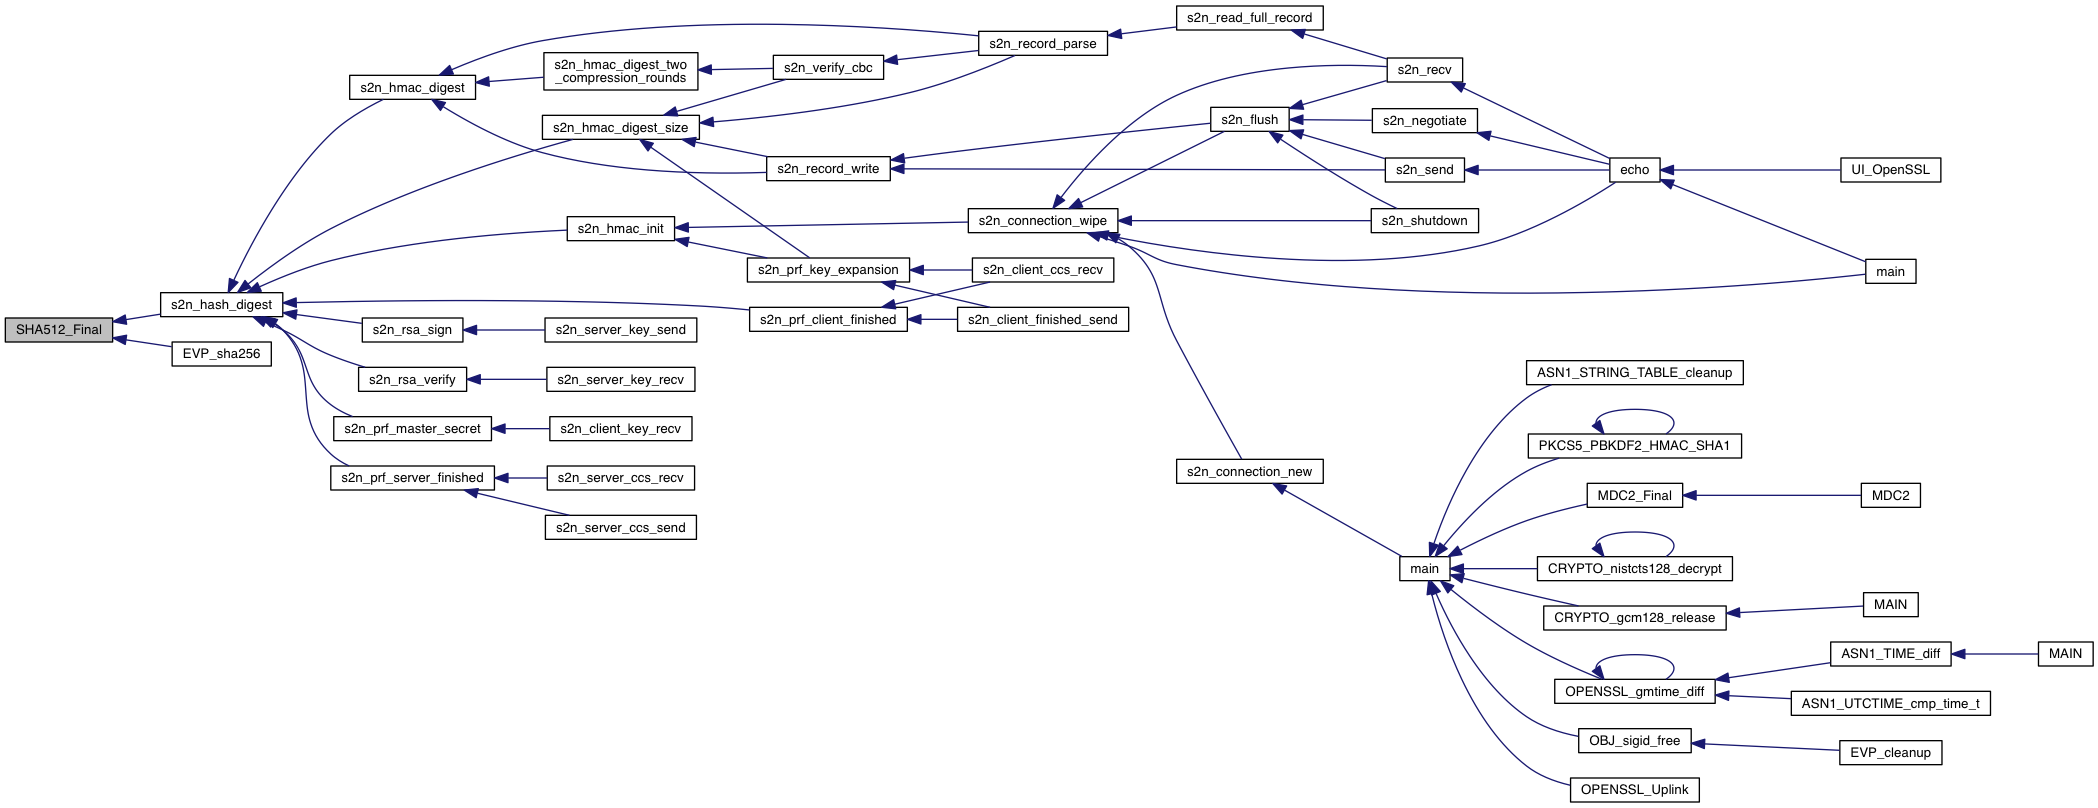 s2n_read_full_record
s2n_record_parse
s2n_hmac_digest_two
_compression_rounds
s2n_verify_cbc
s2n_recv
s2n_hmac_digest
s2n_hmac_digest_size
s2n_flush
s2n_negotiate
s2n_record_write
s2n_send
echo
UI_OpenSSL
s2n_hmac_init
s2n_connection_wipe
s2n_shutdown
s2n_prf_key_expansion
s2n_client_ccs_recv
main
s2n_hash_digest
s2n_prf_client_finished
s2n_client_finished_send
SHA512_Final
s2n_rsa_sign
s2n_server_key_send
EVP_sha256
s2n_rsa_verify
s2n_server_key_recv
ASN1_STRING_TABLE_cleanup
s2n_prf_master_secret
s2n_client_key_recv
PKCS5_PBKDF2_HMAC_SHA1
s2n_prf_server_finished
s2n_server_ccs_recv
s2n_connection_new
MDC2_Final
MDC2
s2n_server_ccs_send
main
CRYPTO_nistcts128_decrypt
CRYPTO_gcm128_release
MAIN
ASN1_TIME_diff
MAIN
OPENSSL_gmtime_diff
ASN1_UTCTIME_cmp_time_t
OBJ_sigid_free
EVP_cleanup
OPENSSL_Uplink